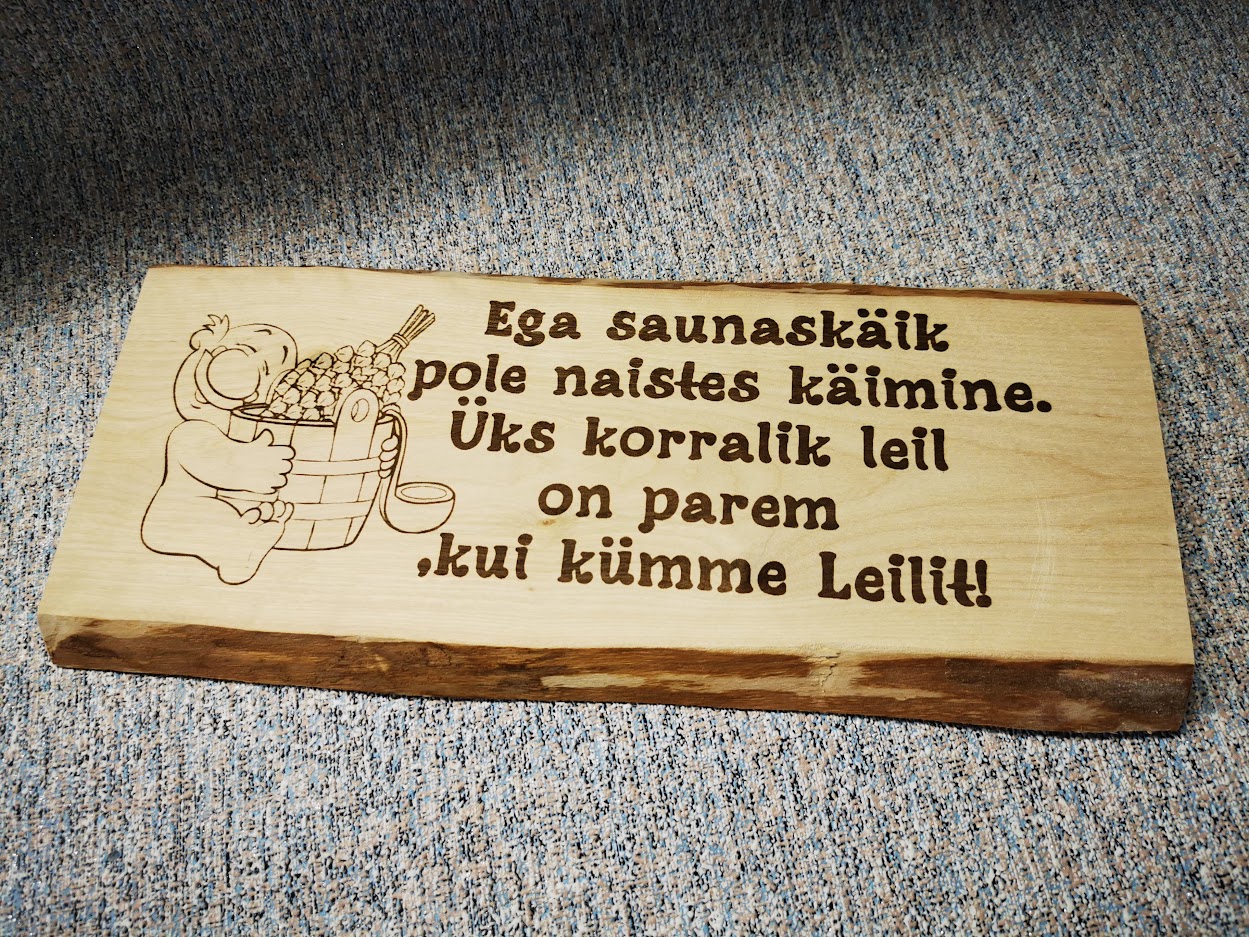 Ega saunaskäik
pole naistes käimine.
Üks korralik leil
on parem
,kui kümme Leilit!